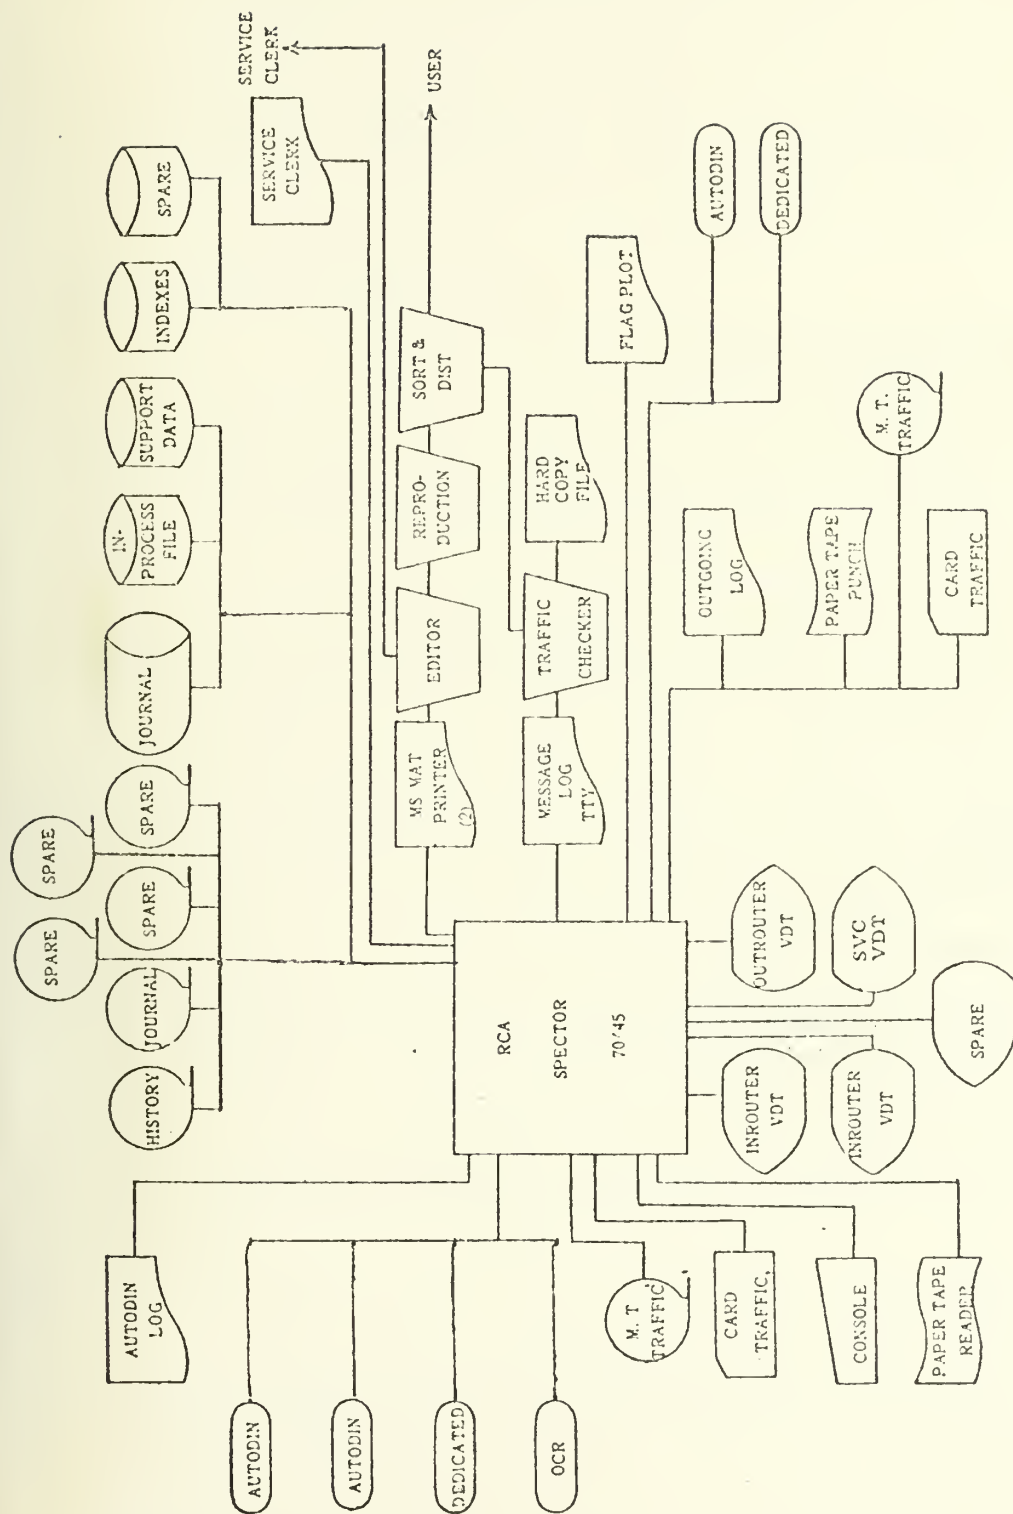 HISTORY
JOURNAL
SPARE
SPARE
SPARE
SPARE
JOURNAL
IN-
PROCESS
FILE
SUPPORT
DATA
INDEXES
SPARE
AUTODIN
LOG
SERVICE
CLERK
SERVICE
CLERK
AUTODIN
AUTODIN
DEDICATED
OCR
MS MAT
PRINTER
(2)
EDITOR
REPRO-
DUCTION
SORT &
DIST
USER
MESSAGE
LOG
TTY
TRAFFIC
CHECKER
HARD
COPY
FILE
RCA
SPECTOR
70/45
FLAG PLOT
M. T
TRAFFIC
CARD
TRAFFIC.
CONSOLE
PAPER TAPE
READER
INROUTER
VDT
INROUTER
VDT
OUTROUTER
VDT
SVC
VDT
SPARE
OUTGOING
LOG
PAPER TAPE
PUNCH
CARD
TRAFFIC
M. T.
TRAFFIC
AUTODIN
DEDICATED